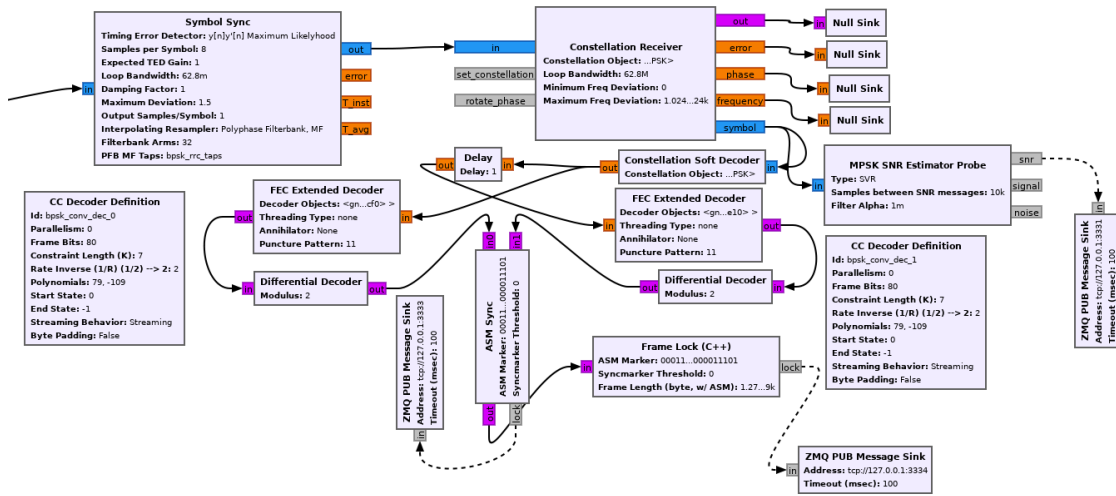 Symbol Sync
Timing Error Detector: y[n]y'[n] Maximum Likelyhood
Samples per Symbol: 8
Expected TED Gain: 1
Loop Bandwidth: 62.8m
Damping Factor: 1
Maximum Deviation: 1.5
Output Samples/Symbol: 1
Interpolating Resampler: Polyphase Filterbank, MF
Filterbank Arms: 32
PFB MF Taps: bpsk_rrc_taps
in
out
error
T_inst
T_avg
Constellation Receiver
Constellation Object: ...PSK>
Loop Bandwidth: 62.8M
Minimum Freq Deviation: 0
Maximum Freq Deviation: 1.024...24k
in
set_constellation
rotate_phase
out
error
phase
frequency
symbol
in
Null Sink
in
Null Sink
in
Null Sink
in
Null Sink
out
Delay
Delay: 1
in
out
Constellation Soft Decoder
Constellation Object: ...PSK>
in
in
MPSK SNR Estimator Probe
Type: SVR
Samples between SNR messages: 10k
Filter Alpha: 1m
snr
signal
noise
CC Decoder Definition
Id: bpsk_conv_dec_0
Parallelism: 0
Frame Bits: 80
Constraint Length (K): 7
Rate Inverse (1/R) (1/2) --> 2: 2
Polynomials: 79, -109
Start State: 0
End State: -1
Streaming Behavior: Streaming
Byte Padding: False
out
FEC Extended Decoder
Decoder Objects: <gn...cf0> >
Threading Type: none
Annihilator: None
Puncture Pattern: 11
in
in
FEC Extended Decoder
Decoder Objects: <gn...e10> >
Threading Type: none
Annihilator: None
Puncture Pattern: 11
out
in
Differential Decoder
Modulus: 2
out
out
Differential Decoder
Modulus: 2
in
in0
in1
ASM Sync
ASM Marker: 00011...000011101
Syncmarker Threshold: 0
out
lock
ZMQ PUB Message Sink
Address: tcp://127.0.0.1:3333
Timeout (msec): 100
in
in
Frame Lock (C++)
ASM Marker: 00011...000011101
Syncmarker Threshold: 0
Frame Length (byte, w/ ASM): 1.27...9k
lock
CC Decoder Definition
Id: bpsk_conv_dec_1
Parallelism: 0
Frame Bits: 80
Constraint Length (K): 7
Rate Inverse (1/R) (1/2) --> 2: 2
Polynomials: 79, -109
Start State: 0
End State: -1
Streaming Behavior: Streaming
Byte Padding: False
in
ZMQ PUB Message Sink
Address: tcp://127.0.0.1:3331
Timeout (msec): 100
in
ZMQ PUB Message Sink
Address: tcp://127.0.0.1:3334
Timeout (msec): 100